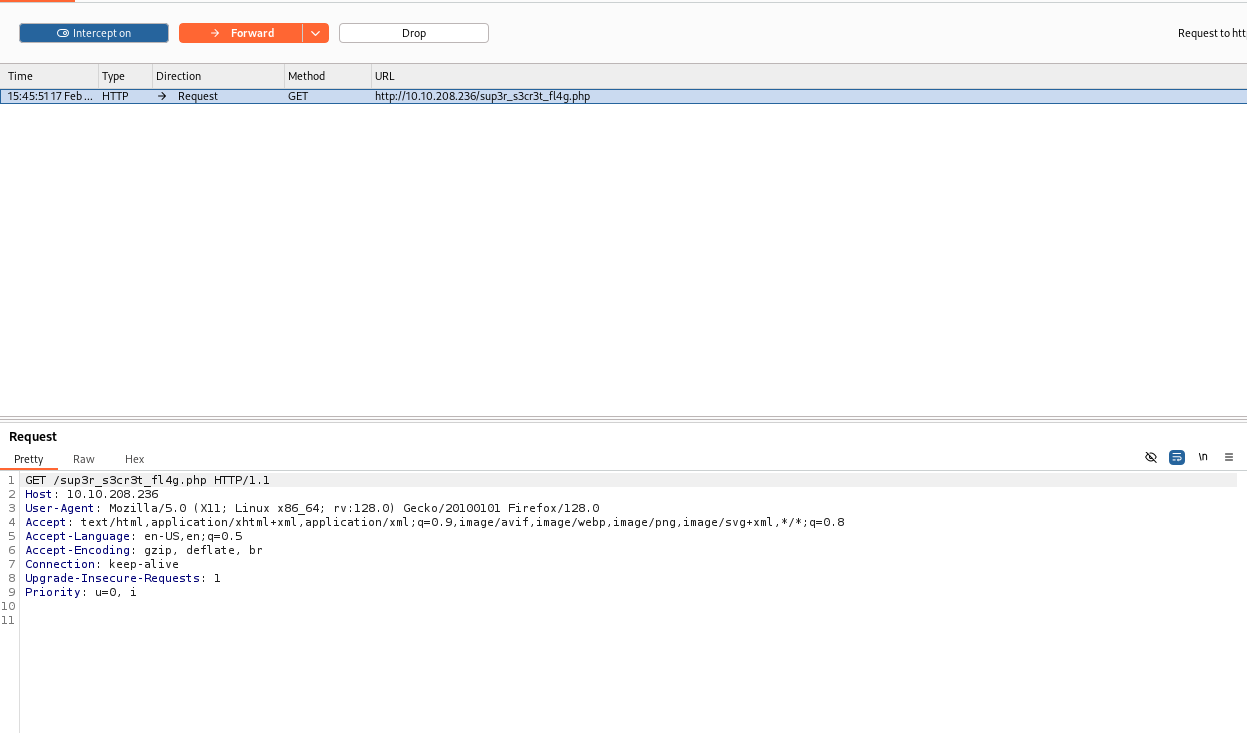 Intercept on Forward Drop Request to htt
Time Type Direction Method URL
15:45:51 17 Feb ... HTTP → Request GET http://10.10.208.236/sup3r_s3cr3t_fl4g.php
Request
Pretty Raw Hex \n
1 GET /sup3r_s3cr3t_fl4g.php HTTP/1.1
2 Host: 10.10.208.236
3 User-Agent: Mozilla/5.0 (X11; Linux x86_64; rv:128.0) Gecko/20100101 Firefox/128.0
4 Accept: text/html,application/xhtml+xml,application/xml;q=0.9,image/avif,image/webp,image/png,image/svg+xml,*/*;q=0.8
5 Accept-Language: en-US,en;q=0.5
6 Accept-Encoding: gzip, deflate, br
7 Connection: keep-alive
8 Upgrade-Insecure-Requests: 1
9 Priority: u=0, i
10
11